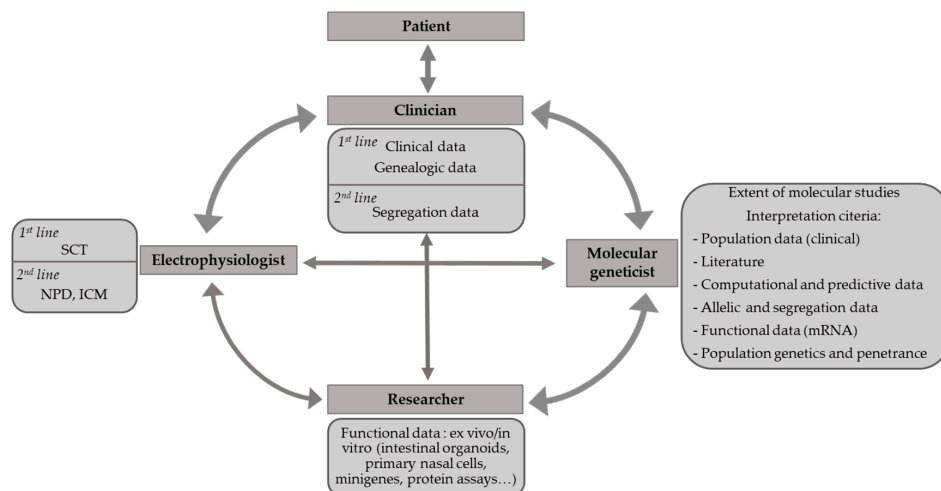 Patient
Clinician
1st line
Clinical data
Genealogic data
2nd line
Segregation data
1st line
SCT
2nd line
NPD, ICM
Electrophysiologist
Molecular
geneticist
Extent of molecular studies
Interpretation citeria:
- Population data (clinical)
- Literature
- Computational and predictive data
- Allelic and segregation data
- Functional data (mRNA)
- Population genetics and penetrance
Researcher
Functional data : ex vivo/in
vitro (intestinal organoids,
primary nasal cells,
minigenes, protein assays…)